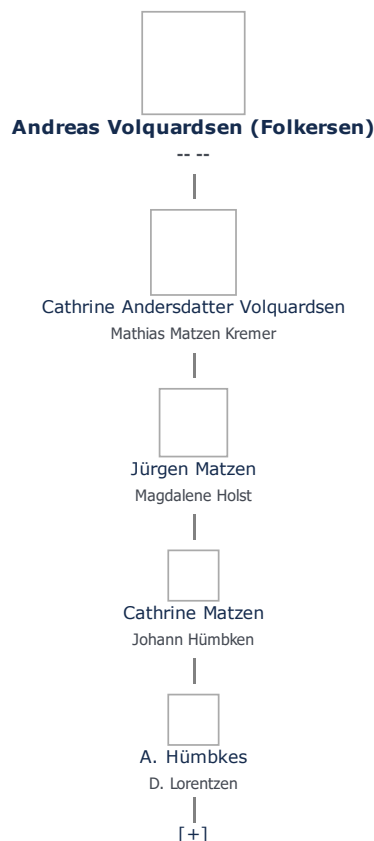 Andreas Volquardsen (Folkersen)
-- --
Cathrine Andersdatter Volquardsen
Mathias Matzen Kremer
Jürgen Matzen
Magdalene Holst
Cathrine Matzen
Johann Hümbken
A. Hümbkes
D. Lorentzen
[+]